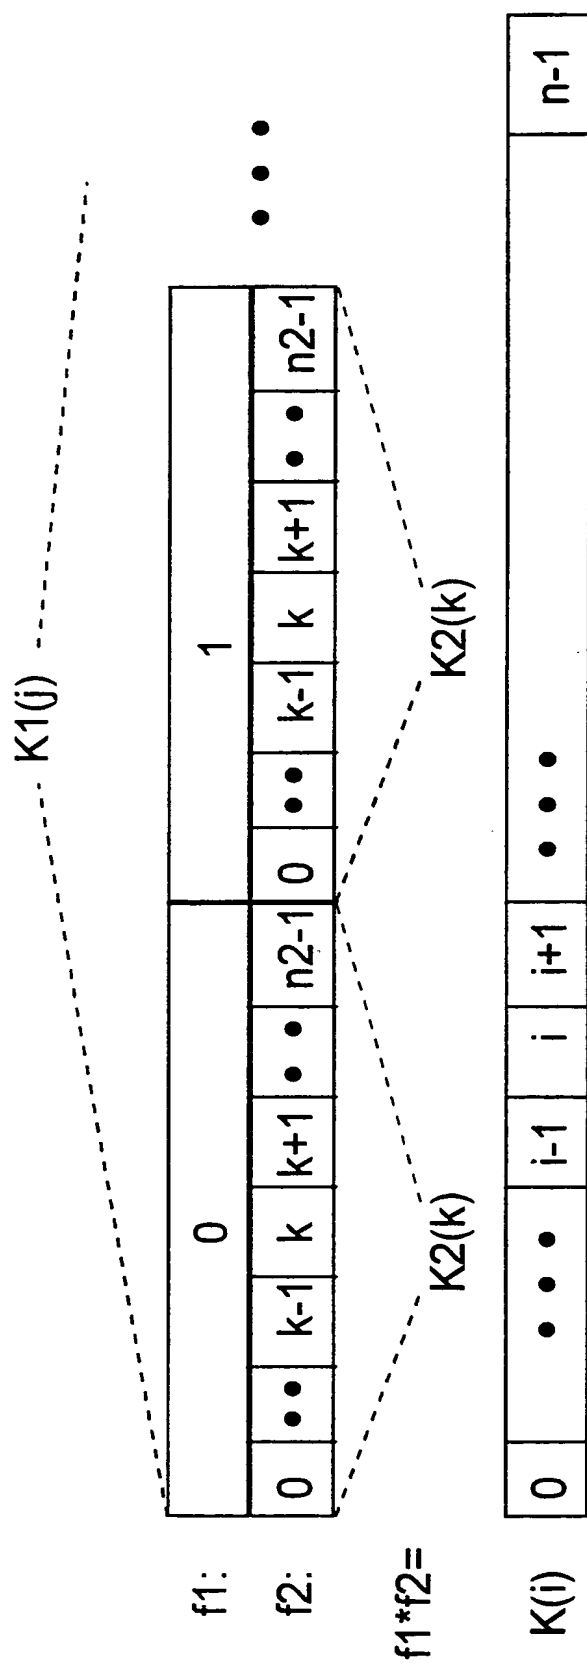 K1(j)
f1: 0 1
f2: 0 •• k-1 k k+1 •• n2-1 0 •• k-1 k k+1 •• n2-1 •••
K2(k) K2(k)
f1*f2=
K(i) 0 ••• i-1 i i+1 ••• n-1